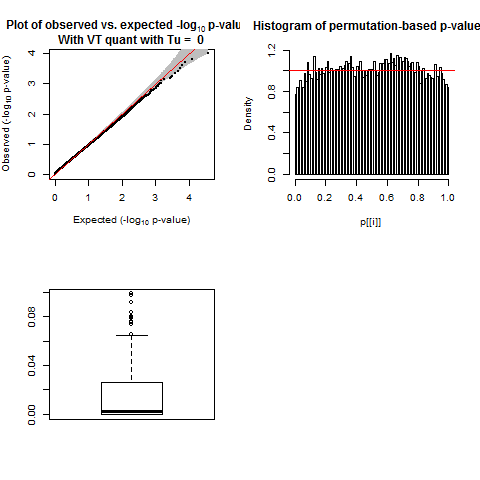 Plot of observed vs. expected -log10 p-valu
With VT quant with Tu = 0
Observed (-log10 p-value)
0 1 2 3 4
0 1 2 3 4
Expected (-log10 p-value)
Histogram of permutation-based p-value
Density
0.0 0.4 0.8 1.2
0.0 0.2 0.4 0.6 0.8 1.0
p[[i]]
0.00 0.04 0.08